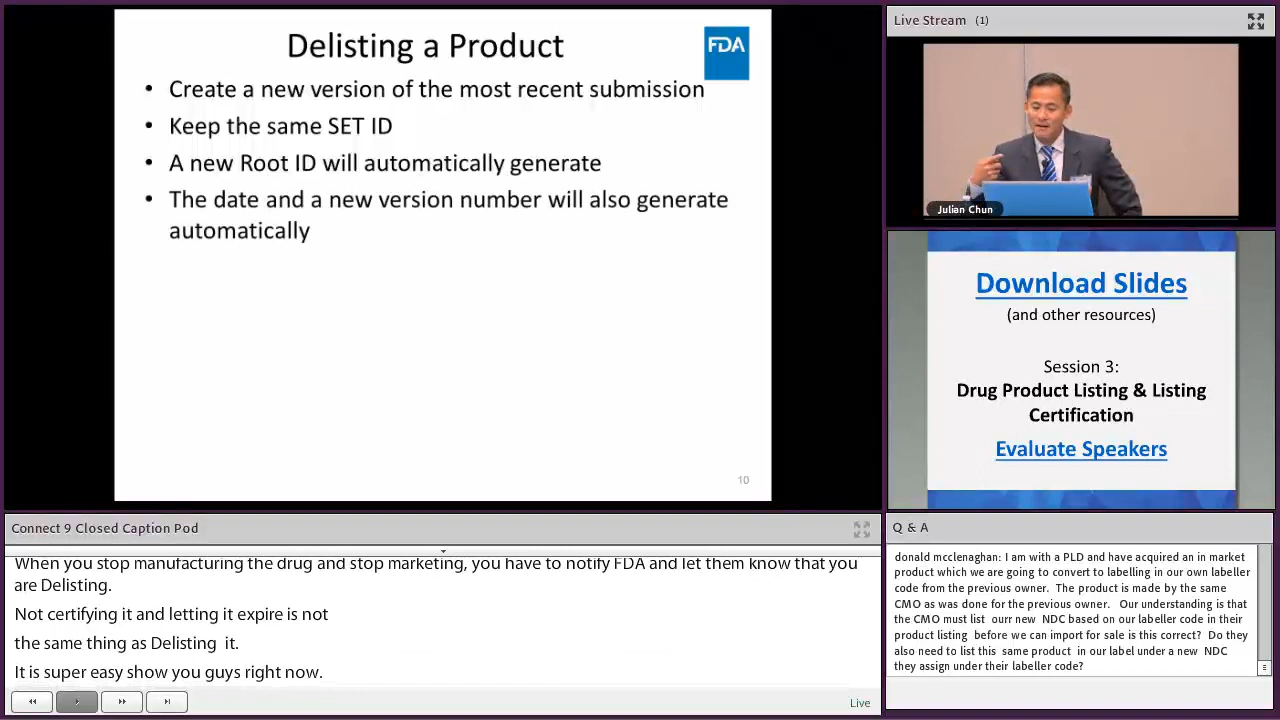 Delisting a Product
FDA
• Create a new version of the most recent submission
• Keep the same SET ID
• A new Root ID will automatically generate
• The date and a new version number will also generate
automatically
10
Live Stream (1)
Julian Chun
Download Slides
(and other resources)
Session 3:
Drug Product Listing & Listing
Certification
Evaluate Speakers
Connect 9 Closed Caption Pod
When you stop manufacturing the drug and stop marketing, you have to notify FDA and let them know that you
are Delisting.
Not certifying it and letting it expire is not
the same thing as Delisting it.
It is super easy show you guys right now.
Live
Q & A
donald mcclenaghan: I am with a PLD and have acquired an in market
product which we are going to convert to labelling in our own labeller
code from the previous owner. The product is made by the same
CMO as was done for the previous owner. Our understanding is that
the CMO must list ourr new NDC based on our labeller code in their
product listing before we can import for sale is this correct? Do they
also need to list this same product in our label under a new NDC
they assign under their labeller code?